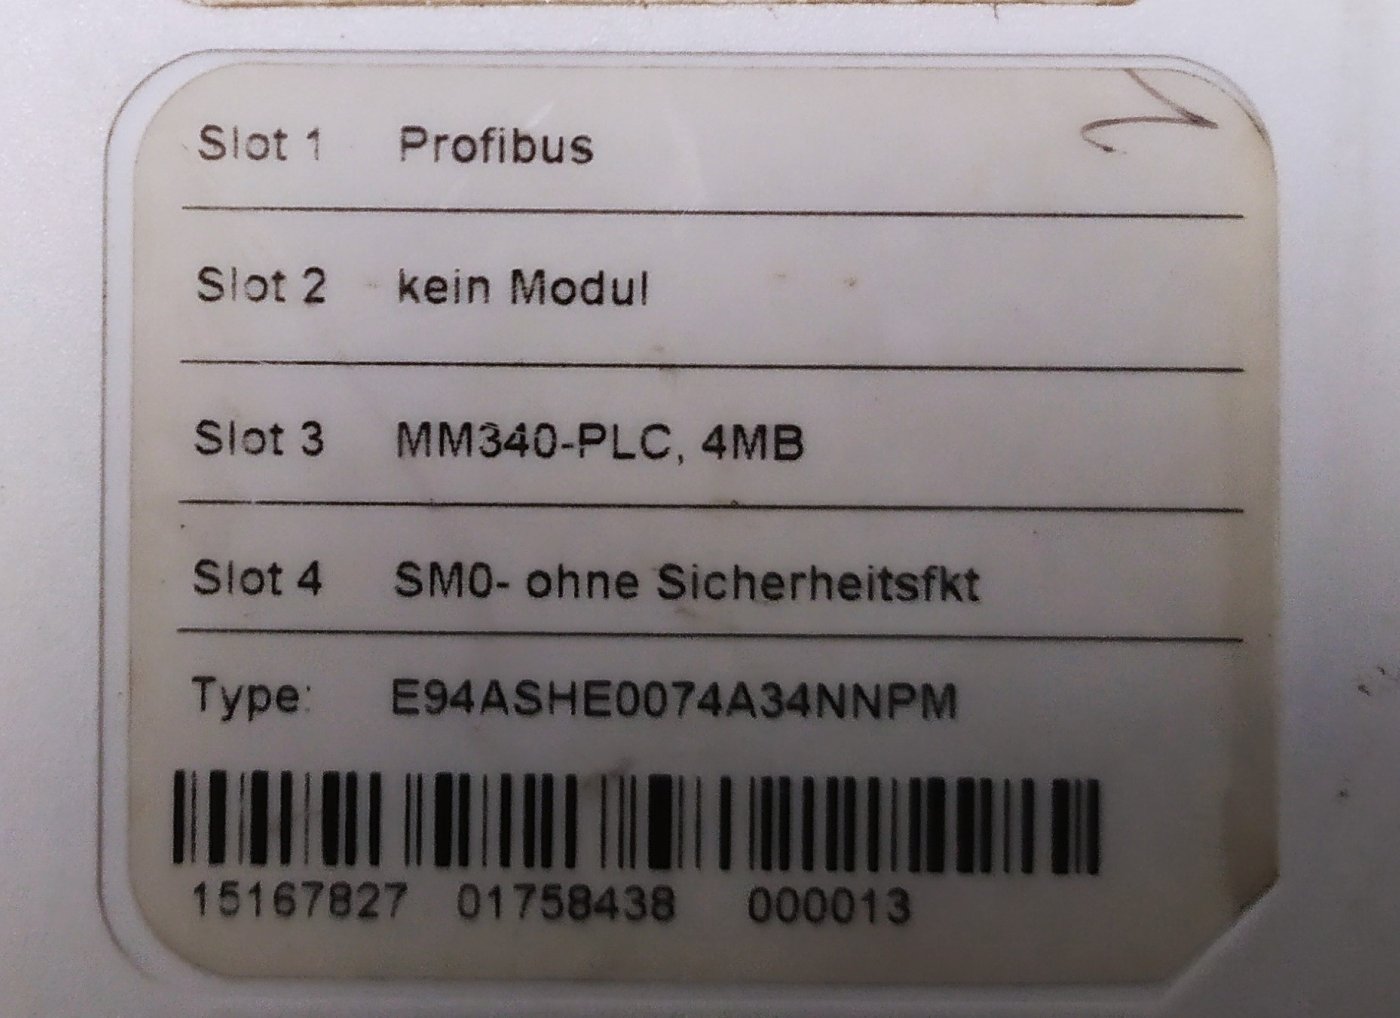 Slot 1 Profibus
Slot 2 kein Modul
Slot 3 MM340-PLC, 4MB
Slot 4 SM0- ohne Sicherheitsfkt
Type: E94ASHE0074A34NNPM
15167827 01758438 000013